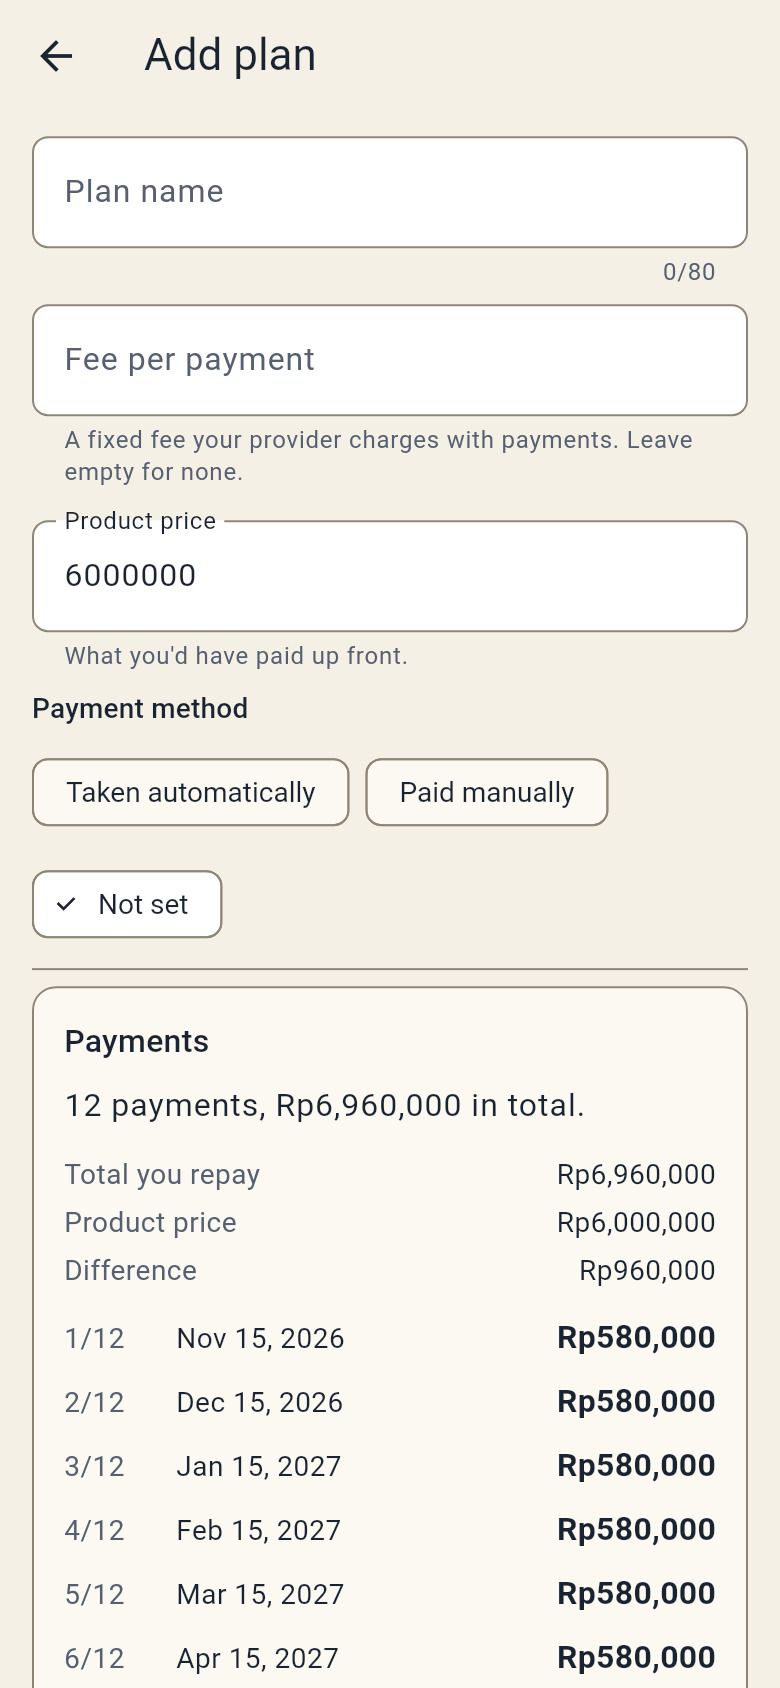 Add plan
Plan name
0/80
Fee per payment
A fixed fee your provider charges with payments. Leave
empty for none.
Product price
6000000
What you'd have paid up front.
Payment method
Taken automatically
Paid manually
Not set
Payments
12 payments, Rp6,960,000 in total.
Total you repay Rp6,960,000
Product price Rp6,000,000
Difference Rp960,000
1/12 Nov 15, 2026 Rp580,000
2/12 Dec 15, 2026 Rp580,000
3/12 Jan 15, 2027 Rp580,000
4/12 Feb 15, 2027 Rp580,000
5/12 Mar 15, 2027 Rp580,000
6/12 Apr 15, 2027 Rp580,000